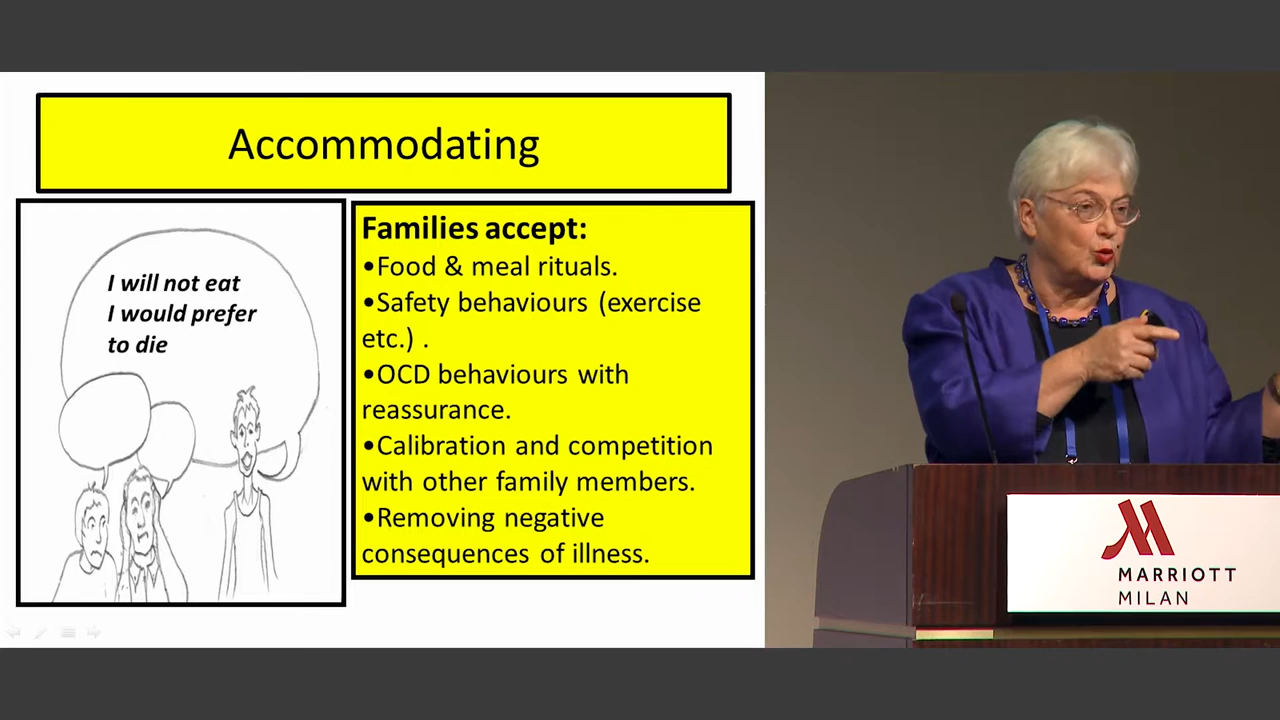 Accommodating
I will not eat
I would prefer
to die
Families accept:
•Food & meal rituals.
•Safety behaviours (exercise
etc.) .
•OCD behaviours with
reassurance.
•Calibration and competition
with other family members.
•Removing negative
consequences of illness.
MARRIOTT
MILAN